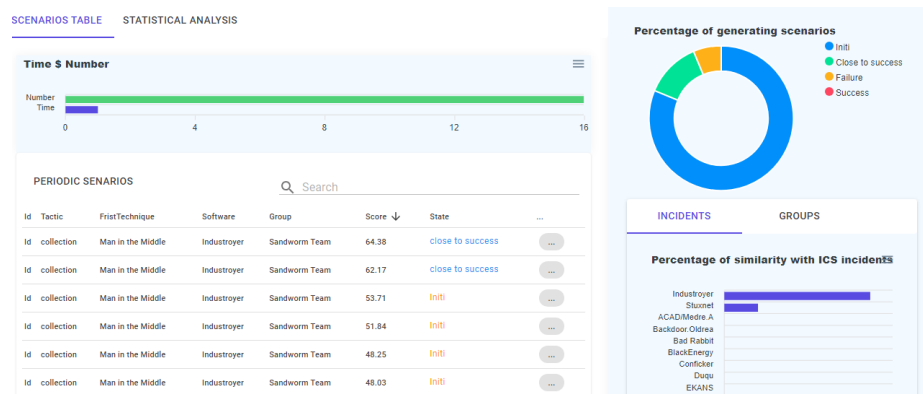 SCENARIOS TABLE STATISTICAL ANALYSIS
Time $ Number
Number
Time
0 4 8 12 16
PERIODIC SENARIOS Search
Id Tactic FristTechnique Software Group Score State ...
Id collection Man in the Middle Industroyer Sandworm Team 64.38 close to success ...
Id collection Man in the Middle Industroyer Sandworm Team 62.17 close to success ...
Id collection Man in the Middle Industroyer Sandworm Team 53.71 Initi ...
Id collection Man in the Middle Industroyer Sandworm Team 51.84 Initi ...
Id collection Man in the Middle Industroyer Sandworm Team 48.25 Initi ...
Id collection Man in the Middle Industroyer Sandworm Team 48.03 Initi ...
Percentage of generating scenarios
Initi
Close to success
Failure
Success
INCIDENTS GROUPS
Percentage of similarity with ICS incidents
Industroyer
Stuxnet
ACAD/Medre.A
Backdoor.Oldrea
Bad Rabbit
BlackEnergy
Conficker
Duqu
EKANS